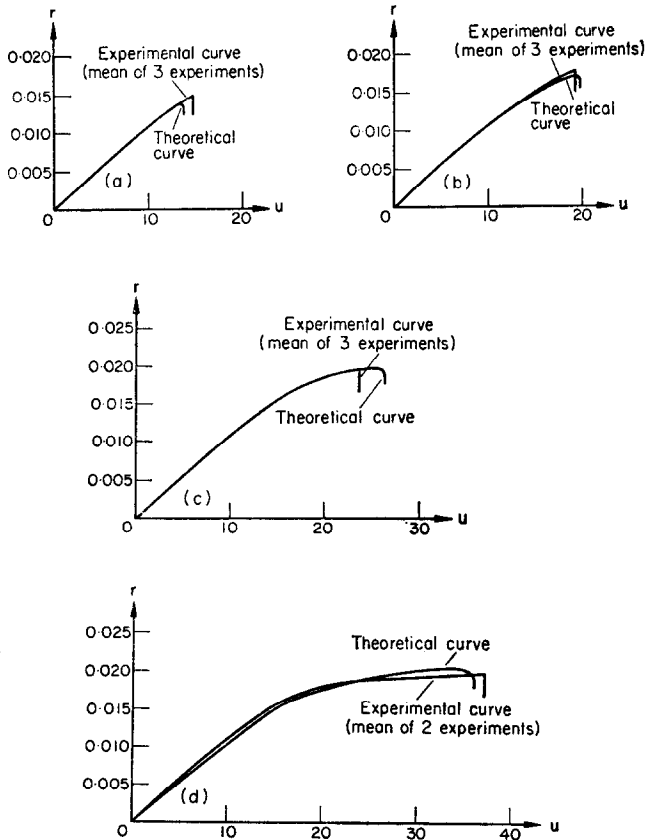 r
0·020
0·015
0·010
0·005
0
10
20
u
Experimental curve
(mean of 3 experiments)
Theoretical
curve
(a)
r
0·020
0·015
0·010
0·005
0
10
20
u
Experimental curve
(mean of 3 experiments)
Theoretical
curve
(b)
r
0·025
0·020
0·015
0·010
0·005
0
10
20
30
u
Experimental curve
(mean of 3 experiments)
Theoretical curve
(c)
r
0·025
0·020
0·015
0·010
0·005
0
10
20
30
40
u
Theoretical curve
Experimental curve
(mean of 2 experiments)
(d)